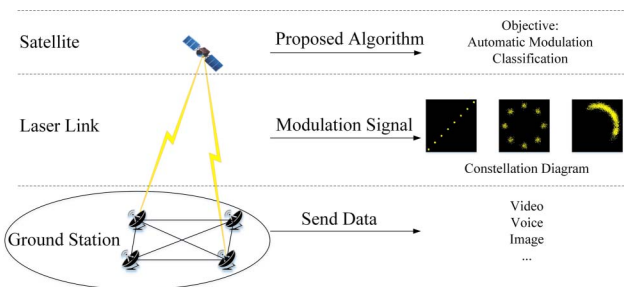 Satellite
Proposed Algorithm
Objective:
Automatic Modulation
Classification
Laser Link
Modulation Signal
Constellation Diagram
Ground Station
Send Data
Video
Voice
Image
...